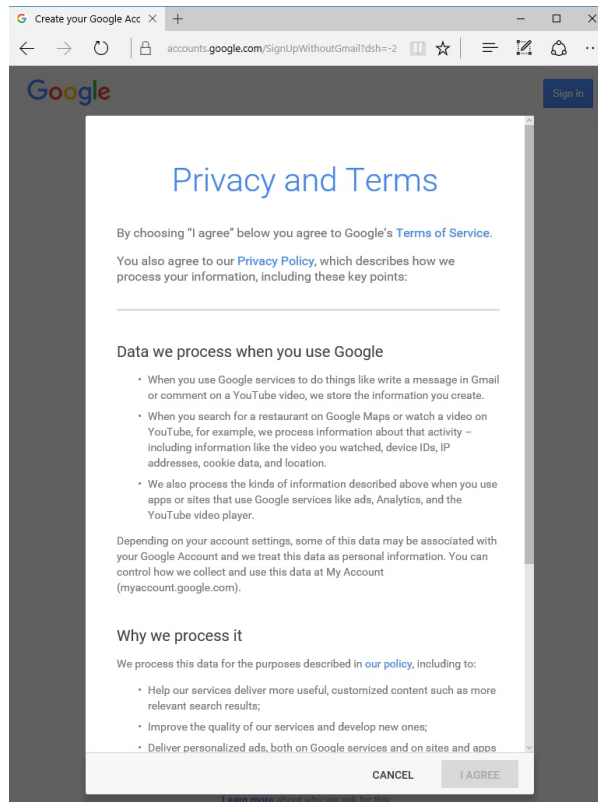 Create your Google Acc
accounts.google.com/SignUpWithoutGmail?dsh=-2
Google
Sign in
Privacy and Terms
By choosing “I agree” below you agree to Google’s Terms of Service.
You also agree to our Privacy Policy, which describes how we
process your information, including these key points:
Data we process when you use Google
• When you use Google services to do things like write a message in Gmail
or comment on a YouTube video, we store the information you create.
• When you search for a restaurant on Google Maps or watch a video on
YouTube, for example, we process information about that activity –
including information like the video you watched, device IDs, IP
addresses, cookie data, and location.
• We also process the kinds of information described above when you use
apps or sites that use Google services like ads, Analytics, and the
YouTube video player.
Depending on your account settings, some of this data may be associated with
your Google Account and we treat this data as personal information. You can
control how we collect and use this data at My Account
(myaccount.google.com).
Why we process it
We process this data for the purposes described in our policy, including to:
• Help our services deliver more useful, customized content such as more
relevant search results;
• Improve the quality of our services and develop new ones;
• Deliver personalized ads, both on Google services and on sites and apps
CANCEL
I AGREE
Learn more about why we ask for this